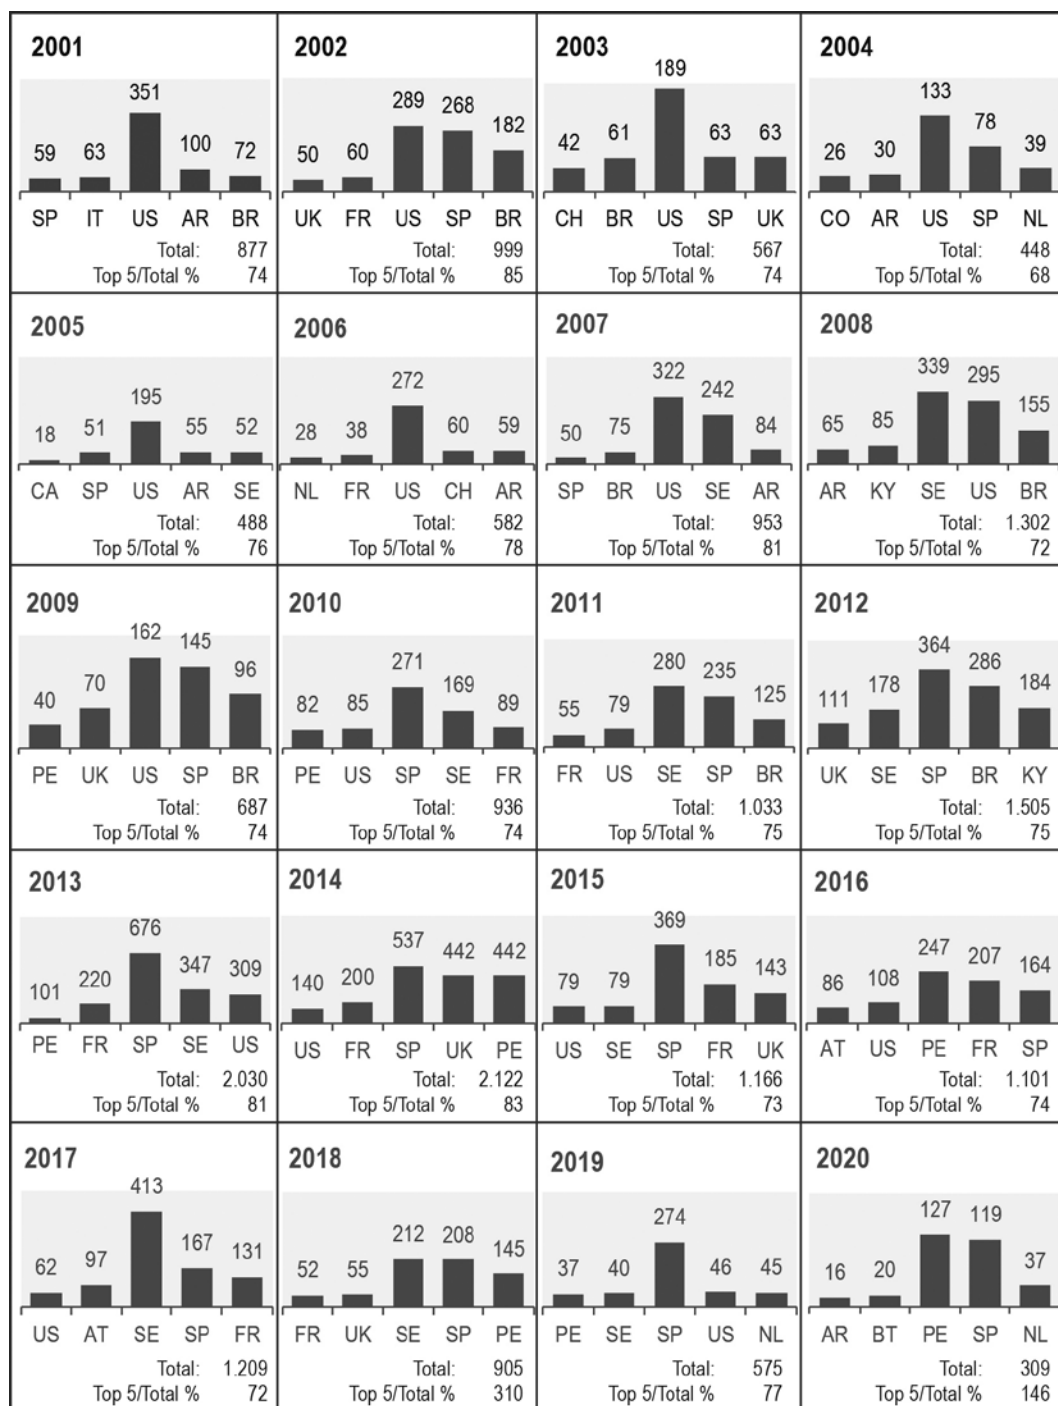 2001
351
59 63 100 72
SP IT US AR BR
Total: 877
Top 5/Total % 74
2002
289 268
182
50 60
UK FR US SP BR
Total: 999
Top 5/Total % 85
2003
189
42 61 63 63
CH BR US SP UK
Total: 567
Top 5/Total % 74
2004
133
78
26 30 39
CO AR US SP NL
Total: 448
Top 5/Total % 68
2005
195
18 51 55 52
CA SP US AR SE
Total: 488
Top 5/Total % 76
2006
272
28 38 60 59
NL FR US CH AR
Total: 582
Top 5/Total % 78
2007
322
242
50 75 84
SP BR US SE AR
Total: 953
Top 5/Total % 81
2008
339 295
155
65 85
AR KY SE US BR
Total: 1.302
Top 5/Total % 72
2009
162 145
96
40 70
PE UK US SP BR
Total: 687
Top 5/Total % 74
2010
271
169
82 85 89
PE US SP SE FR
Total: 936
Top 5/Total % 74
2011
280 235
125
55 79
FR US SE SP BR
Total: 1.033
Top 5/Total % 75
2012
364
286
111 178 184
UK SE SP BR KY
Total: 1.505
Top 5/Total % 75
2013
676
347 309
101 220
PE FR SP SE US
Total: 2.030
Top 5/Total % 81
2014
537 442 442
140 200
US FR SP UK PE
Total: 2.122
Top 5/Total % 83
2015
369
185
79 79 143
US SE SP FR UK
Total: 1.166
Top 5/Total % 73
2016
247 207
164
86 108
AT US PE FR SP
Total: 1.101
Top 5/Total % 74
2017
413
167
62 97 131
US AT SE SP FR
Total: 1.209
Top 5/Total % 72
2018
212 208
145
52 55
FR UK SE SP PE
Total: 905
Top 5/Total % 310
2019
274
37 40 46 45
PE SE SP US NL
Total: 575
Top 5/Total % 77
2020
127 119
16 20 37
AR BT PE SP NL
Total: 309
Top 5/Total % 146